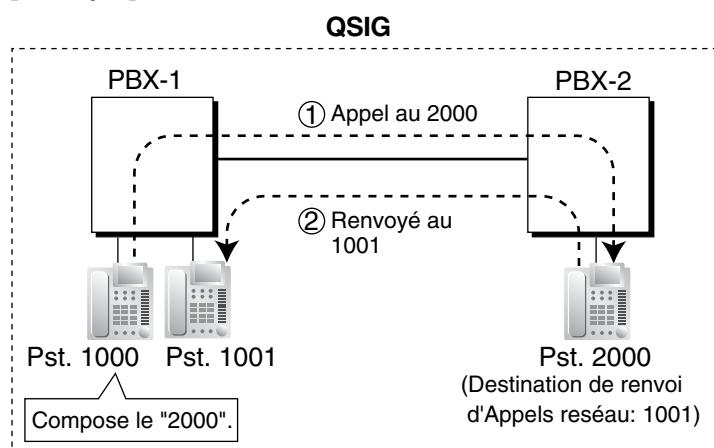 QSIG
PBX-1
PBX-2
① Appel au 2000
② Renvoyé au
1001
Pst. 1000
Pst. 1001
Pst. 2000
(Destination de renvoi
d'Appels reséau: 1001)
Compose le "2000".